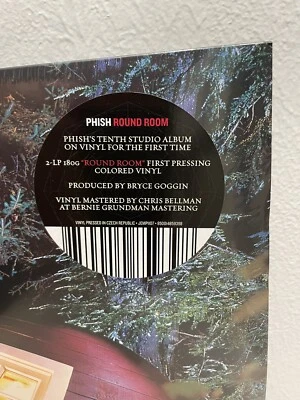 PHISH ROUND ROOM
PHISH'S TENTH STUDIO ALBUM
ON VINYL FOR THE FIRST TIME
2-LP 180G "ROUND ROOM" FIRST PRESSING
COLORED VINYL
PRODUCED BY BRYCE GOGGIN
VINYL MASTERED BY CHRIS BELLMAN
AT BERNIE GRUNDMAN MASTERING
VINYL PRESSED IN CZECH REPUBLIC •